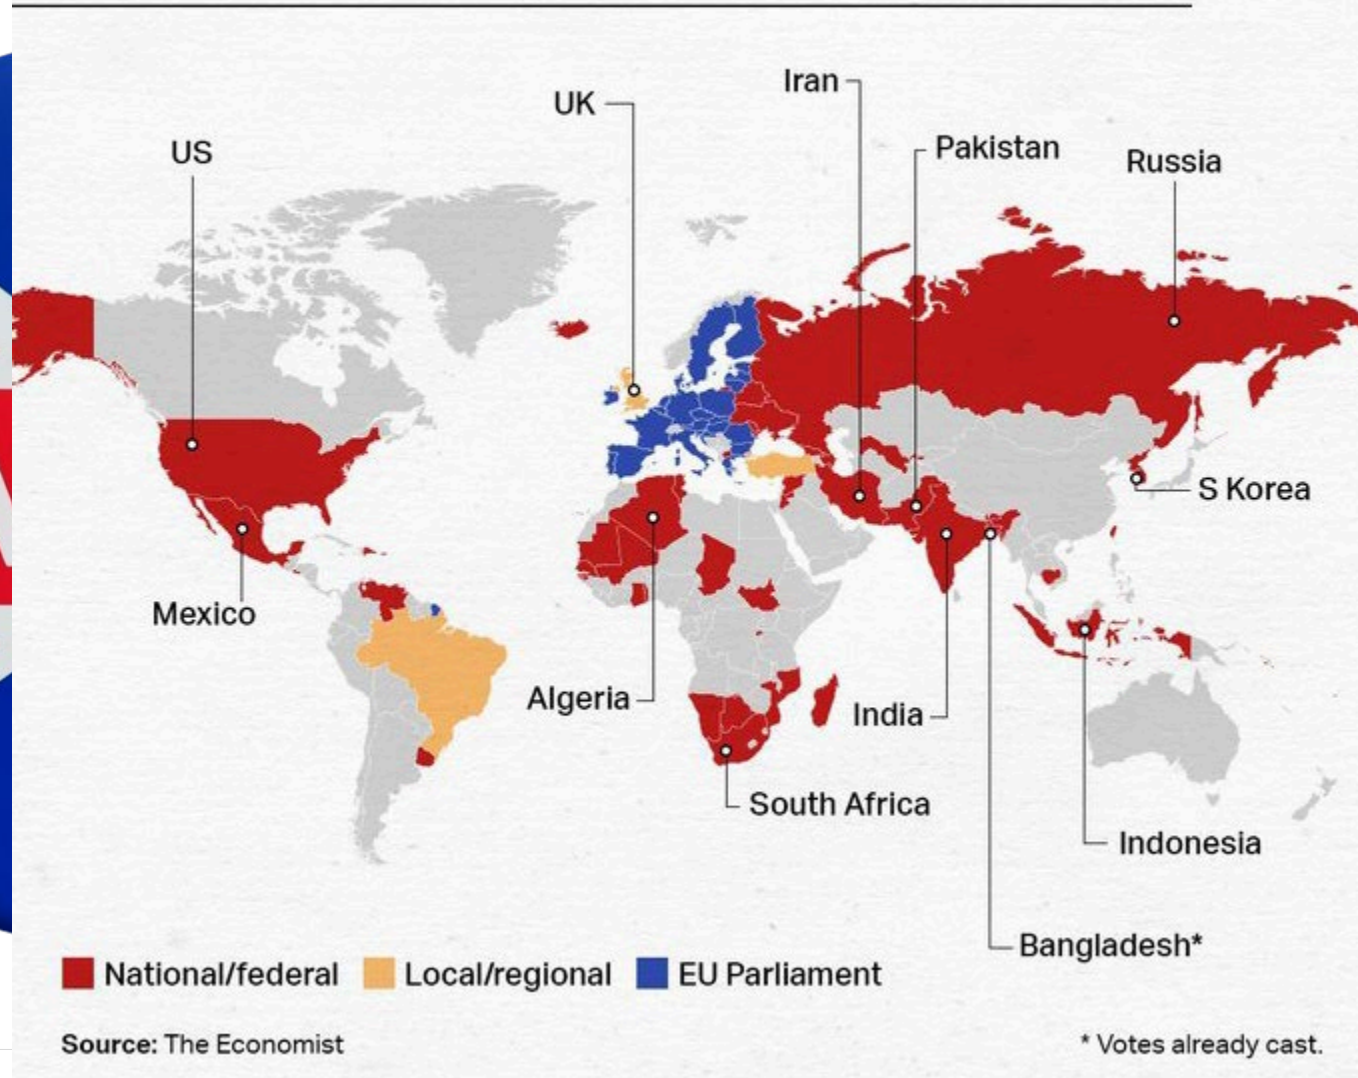 Iran
UK
Pakistan
US
Russia
S Korea
Mexico
Algeria
India
South Africa
Indonesia
Bangladesh*
National/federal
Local/regional
EU Parliament
Source: The Economist
* Votes already cast.